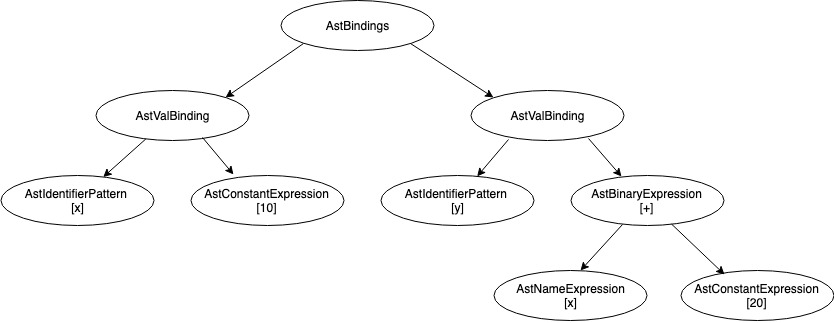 AstBindings
AstValBinding
AstValBinding
AstIdentifierPattern
[x]
AstConstantExpression
[10]
AstIdentifierPattern
[y]
AstBinaryExpression
[+]
AstNameExpression
[x]
AstConstantExpression
[20]